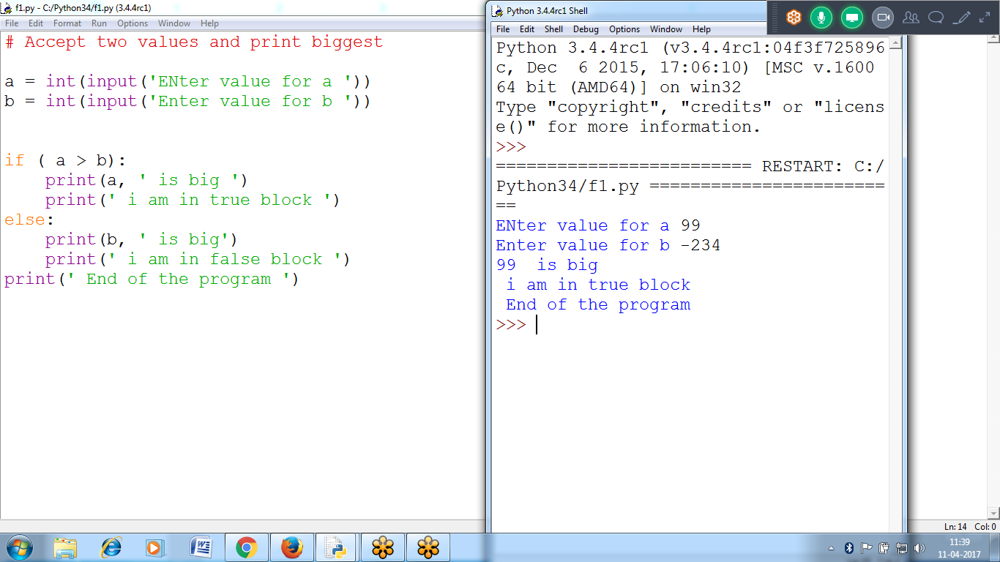 f1.py - C:/Python34/f1.py (3.4.4rc1)
File Edit Format Run Options Window Help
# Accept two values and print biggest
a = int(input('ENter value for a '))
b = int(input('Enter value for b '))
if ( a > b):
    print(a, ' is big ')
    print(' i am in true block ')
else:
    print(b, ' is big')
    print(' i am in false block ')
print(' End of the program ')
Python 3.4.4rc1 Shell
File Edit Shell Debug Options Window Help
Python 3.4.4rc1 (v3.4.4rc1:04f3f725896
c, Dec  6 2015, 17:06:10) [MSC v.1600
64 bit (AMD64)] on win32
Type "copyright", "credits" or "licens
e()" for more information.
>>>
========================= RESTART: C:/
Python34/f1.py =======================
==
ENter value for a 99
Enter value for b -234
99  is big
 i am in true block
 End of the program
>>>
Ln: 14 Col: 0
11:39
11-04-2017